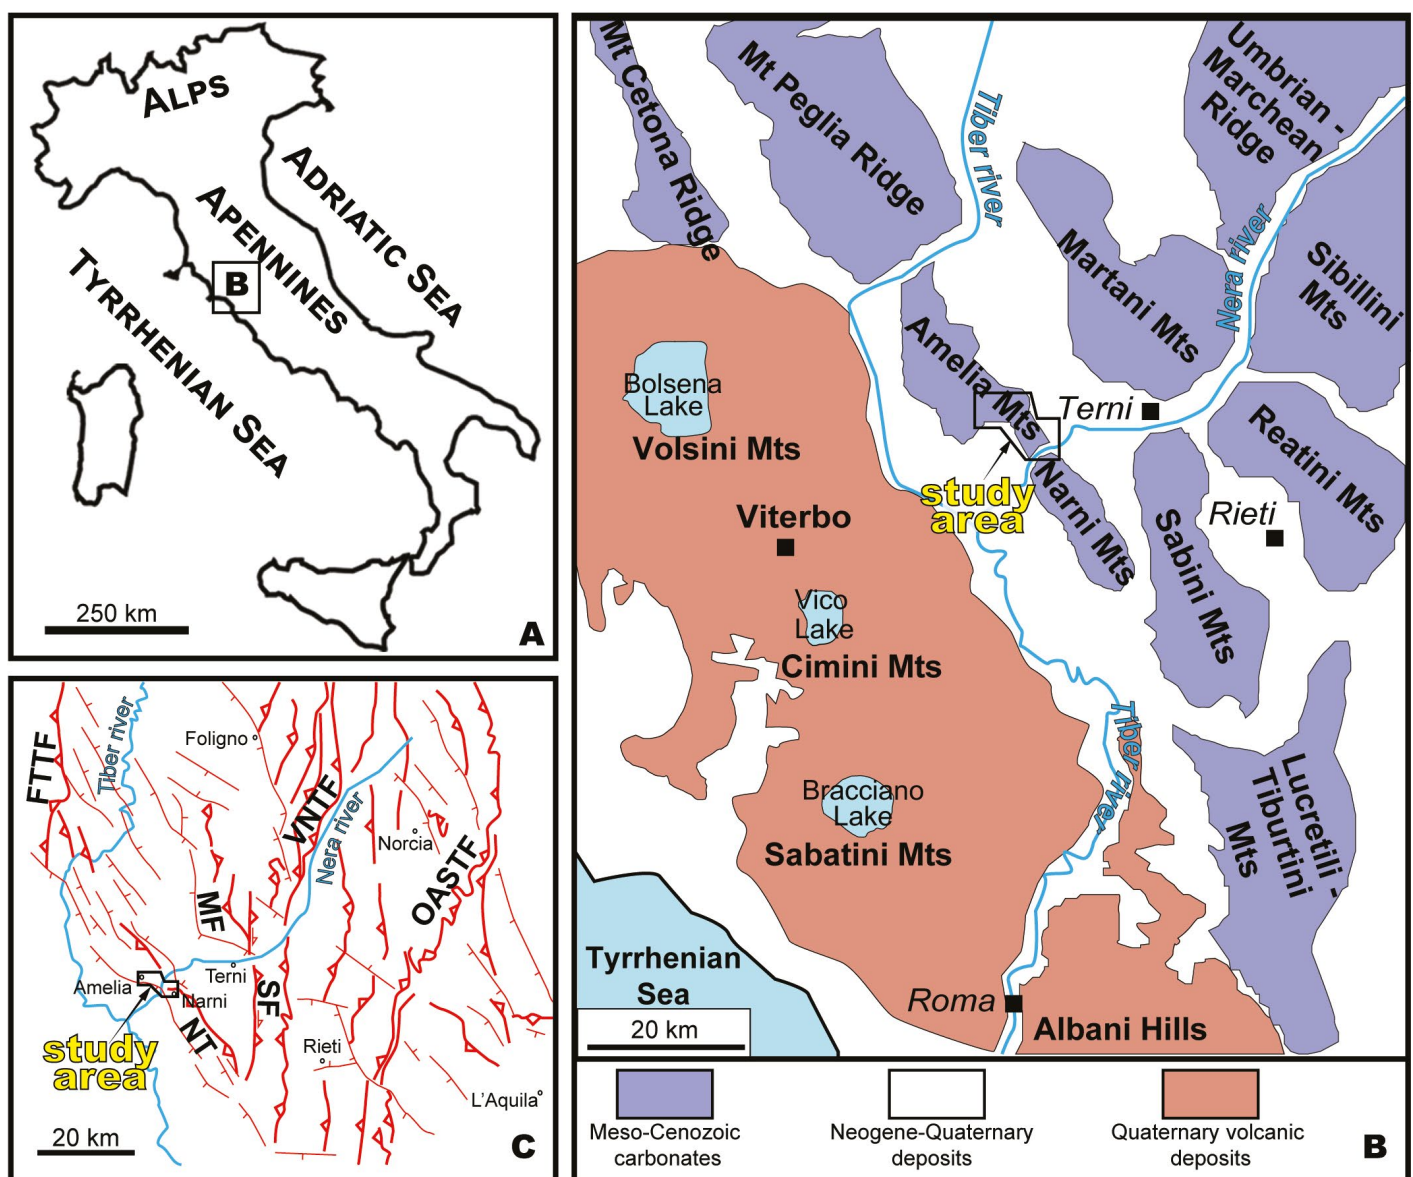 ALPS
ADRIATIC SEA
APENNINES
TYRRHENIAN SEA
B
250 km
A
Mt Cetona Ridge
Mt Peglia Ridge
Tiber river
Umbrian -
Marchean
Ridge
Nera river
Sibillini
Mts
Martani Mts
Amelia Mts
Bolsena
Lake
Volsini Mts
Terni
Reatini Mts
study
area
Narni Mts
Viterbo
Sabini Mts
Rieti
Vico
Lake
Cimini Mts
Tiber river
Bracciano
Lake
Sabatini Mts
Lucretili -
Tiburtini
Mts
Tyrrhenian
Sea
20 km
Roma
Albani Hills
Meso-Cenozoic
carbonates
Neogene-Quaternary
deposits
Quaternary volcanic
deposits
B
FTTF
Tiber river
Foligno
VNTF
Nera river
Norcia
OASTF
MF
Terni
Amelia
Narni
SF
NT
study
area
Rieti
L'Aquila
20 km
C